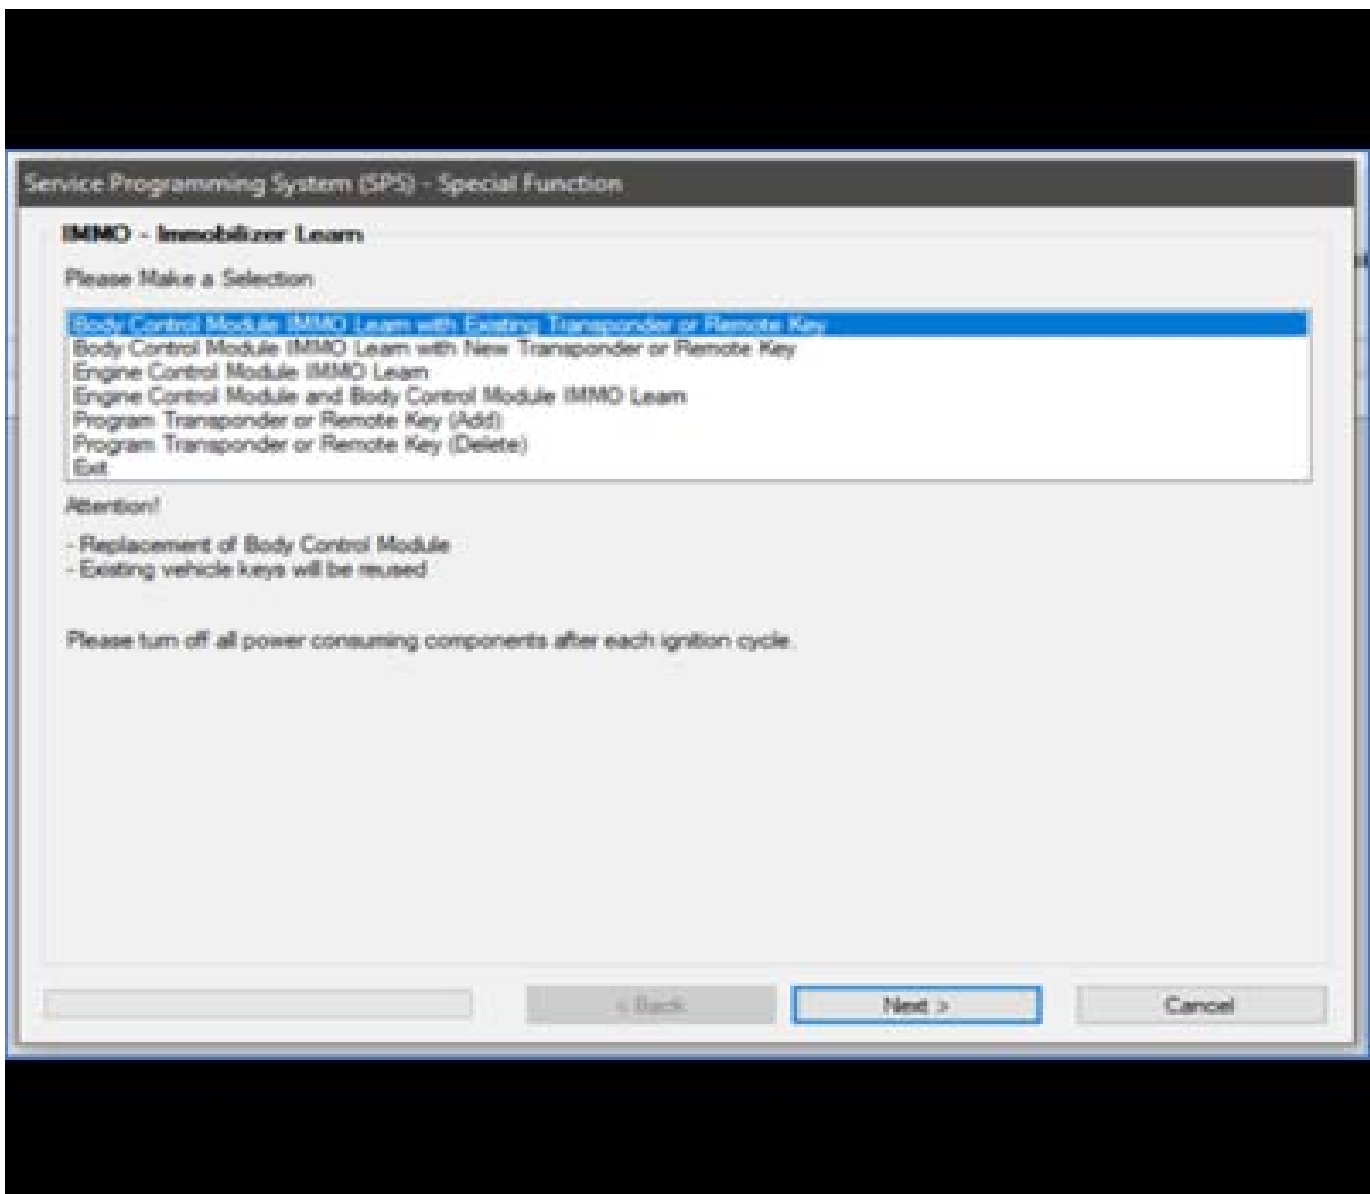 Service Programming System (SPS) - Special Function
IMMO - Immobilizer Learn
Please Make a Selection
Body Control Module IMMO Learn with Existing Transponder or Remote Key
Body Control Module IMMO Learn with New Transponder or Remote Key
Engine Control Module IMMO Learn
Engine Control Module and Body Control Module IMMO Learn
Program Transponder or Remote Key (Add)
Program Transponder or Remote Key (Delete)
Exit
Attention!
- Replacement of Body Control Module
- Existing vehicle keys will be reused
Please turn off all power consuming components after each ignition cycle.
< Back
Next >
Cancel